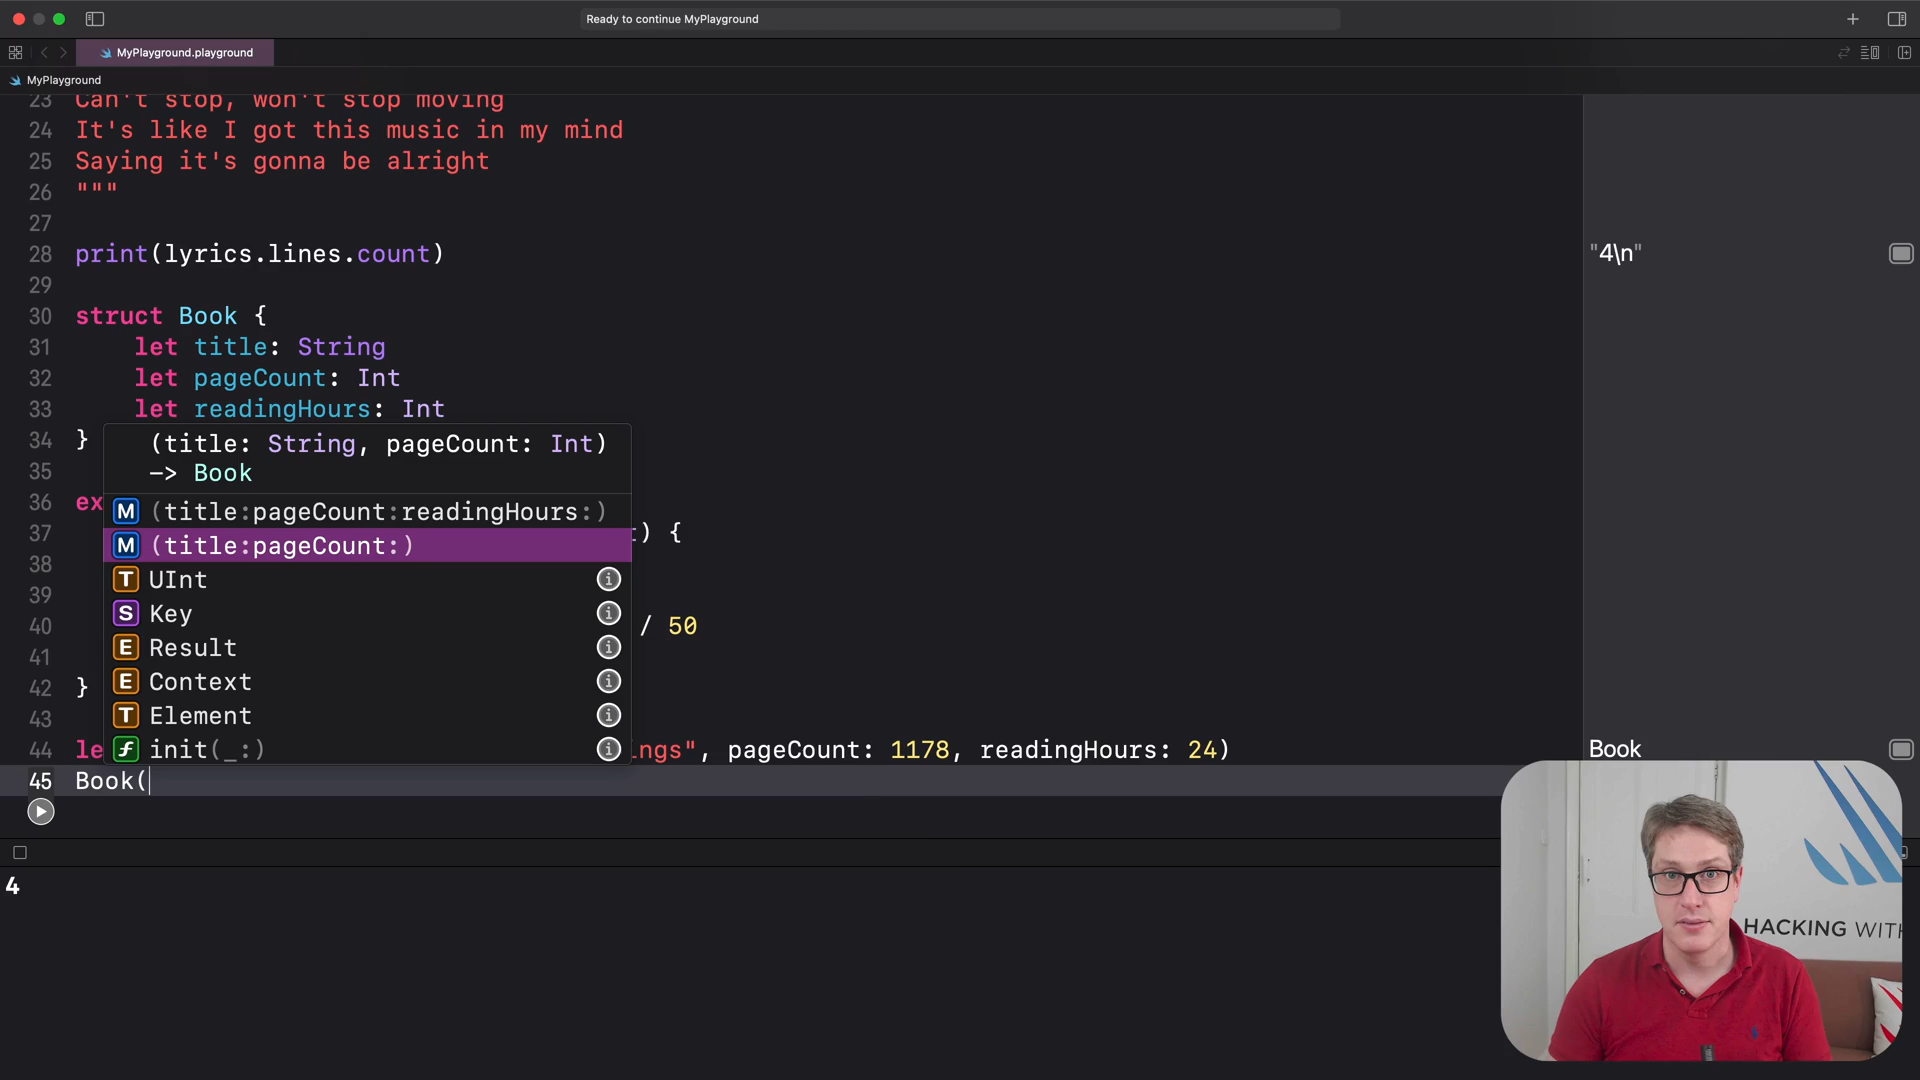 Ready to continue MyPlayground
MyPlayground.playground
MyPlayground
23 Can't stop, won't stop moving
24 It's like I got this music in my mind
25 Saying it's gonna be alright
26 """
27
28 print(lyrics.lines.count)
"4\n"
29
30 struct Book {
31 let title: String
32 let pageCount: Int
33 let readingHours: Int
34 }
(title: String, pageCount: Int)
-> Book
35
36 ex
M (title:pageCount:readingHours:)
37 ) {
M (title:pageCount:)
38
T UInt
39
S Key
40 / 50
E Result
41
E Context
42 }
T Element
43
44 le ings", pageCount: 1178, readingHours: 24)
f init(_:)
Book
45 Book(
4
HACKING WITH